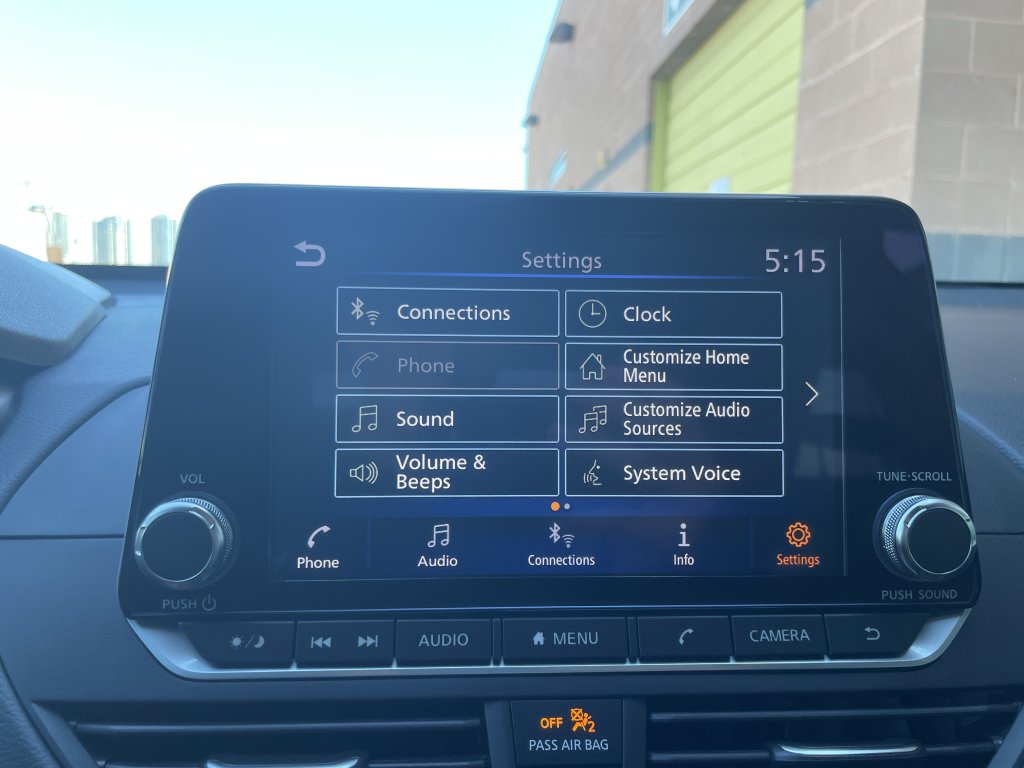 Settings
5:15
Connections
Clock
Phone
Customize Home
Menu
Sound
Customize Audio
Sources
Volume &
Beeps
System Voice
VOL
TUNE·SCROLL
Phone
Audio
Connections
Info
Settings
PUSH
PUSH SOUND
AUDIO
MENU
CAMERA
OFF
2
PASS AIR BAG